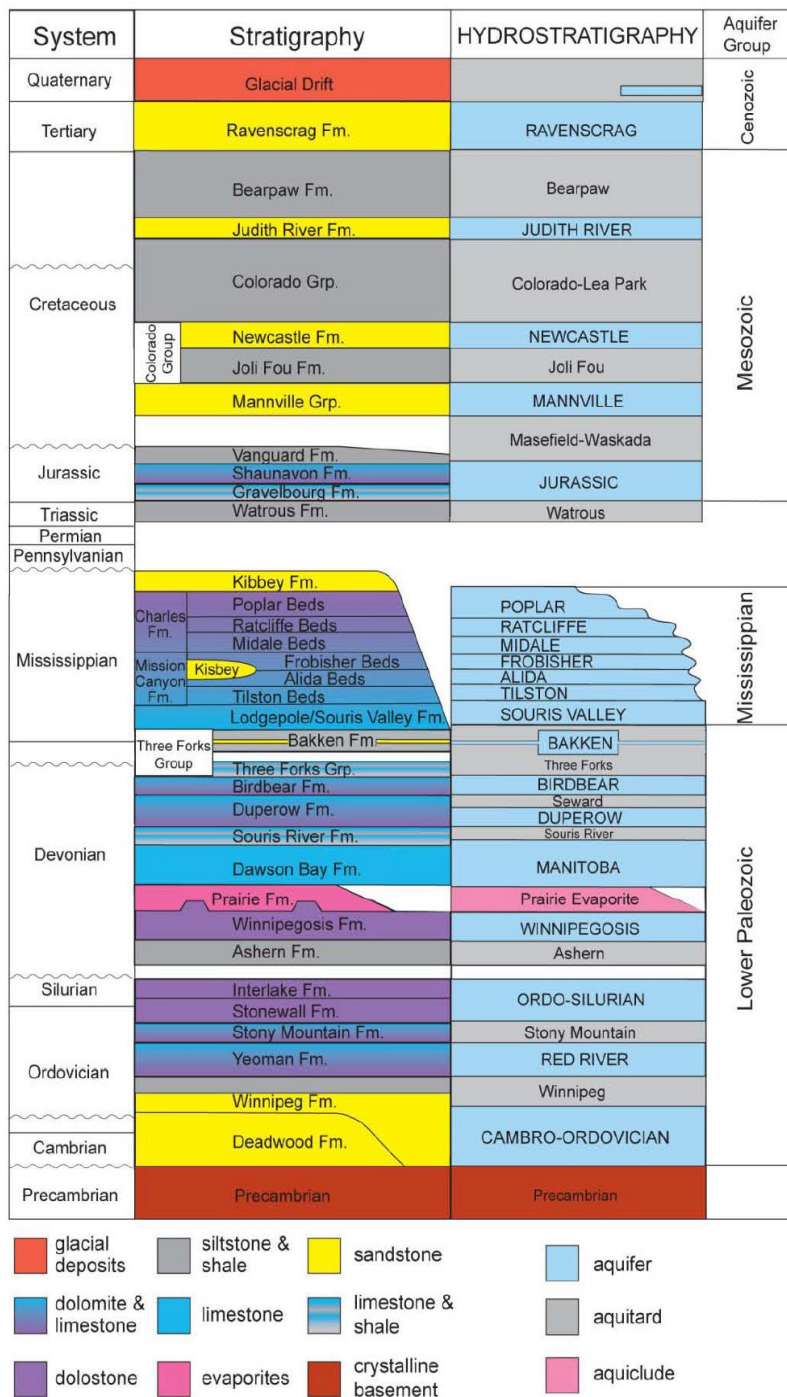 System
Stratigraphy
HYDROSTRATIGRAPHY
Aquifer
Group
Quaternary
Glacial Drift
Cenozoic
Tertiary
Ravenscrag Fm.
RAVENSCRAG
Bearpaw Fm.
Bearpaw
Judith River Fm.
JUDITH RIVER
Cretaceous
Colorado Grp.
Colorado-Lea Park
Mesozoic
Colorado
Group
Newcastle Fm.
NEWCASTLE
Joli Fou Fm.
Joli Fou
Mannville Grp.
MANNVILLE
Masefield-Waskada
Jurassic
Vanguard Fm.
Shaunavon Fm.
JURASSIC
Gravelbourg Fm.
Triassic
Watrous Fm.
Watrous
Permian
Pennsylvanian
Mississippian
Kibbey Fm.
Charles
Fm.
Poplar Beds
POPLAR
Mississippian
Ratcliffe Beds
RATCLIFFE
Midale Beds
MIDALE
Mission
Canyon
Fm.
Kisbey
Frobisher Beds
FROBISHER
Alida Beds
ALIDA
Tilston Beds
TILSTON
Lodgepole/Souris Valley Fm.
SOURIS VALLEY
Three Forks
Group
Bakken Fm
BAKKEN
Three Forks Grp.
Three Forks
Devonian
Birdbear Fm.
BIRDBEAR
Seward
Duperow Fm.
DUPEROW
Souris River Fm.
Souris River
Dawson Bay Fm.
MANITOBA
Prairie Fm.
Prairie Evaporite
Lower Paleozoic
Winnipegosis Fm.
WINNIPEGOSIS
Ashern Fm.
Ashern
Silurian
Interlake Fm.
ORDO-SILURIAN
Stonewall Fm.
Ordovician
Stony Mountain Fm.
Stony Mountain
Yeoman Fm.
RED RIVER
Winnipeg Fm.
Winnipeg
Cambrian
Deadwood Fm.
CAMBRO-ORDOVICIAN
Precambrian
Precambrian
Precambrian
glacial
deposits
siltstone &
shale
sandstone
aquifer
dolomite &
limestone
limestone
limestone &
shale
aquitard
dolostone
evaporites
crystalline
basement
aquiclude